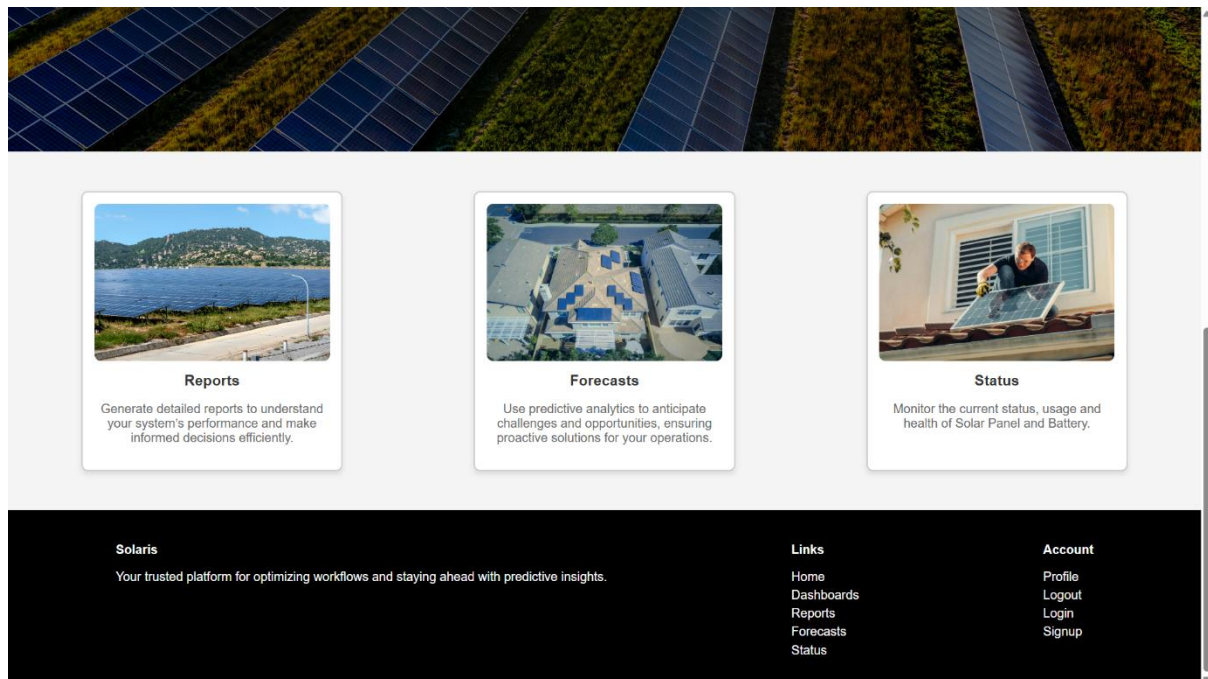 Reports
Generate detailed reports to understand
your system's performance and make
informed decisions efficiently.
Forecasts
Use predictive analytics to anticipate
challenges and opportunities, ensuring
proactive solutions for your operations.
Status
Monitor the current status, usage and
health of Solar Panel and Battery.
Solaris
Your trusted platform for optimizing workflows and staying ahead with predictive insights.
Links
Home
Dashboards
Reports
Forecasts
Status
Account
Profile
Logout
Login
Signup